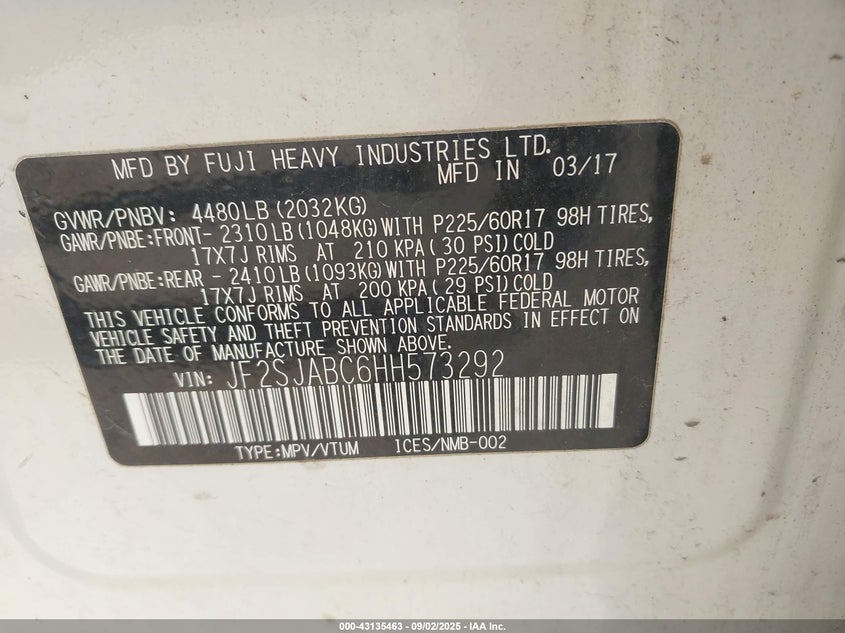 MFD BY FUJI HEAVY INDUSTRIES LTD.
MFD IN 03/17
GVWR/PNBV: 4480LB (2032KG)
GAWR/PNBE:FRONT- 2310LB (1048KG) WITH P225/60R17 98H TIRES,
17X7J RIMS AT 210 KPA ( 30 PSI) COLD
GAWR/PNBE:REAR - 2410LB (1093KG) WITH P225/60R17 98H TIRES,
17X7J RIMS AT 200 KPA ( 29 PSI) COLD
THIS VEHICLE CONFORMS TO ALL APPLICABLE FEDERAL MOTOR
VEHICLE SAFETY AND THEFT PREVENTION STANDARDS IN EFFECT ON
THE DATE OF MANUFACTURE SHOWN ABOVE.
VIN: JF2SJABC6HH573292
TYPE:MPV/VTUM ICES/NMB-002
000-43135463 - 09/02/2025 - IAA Inc.